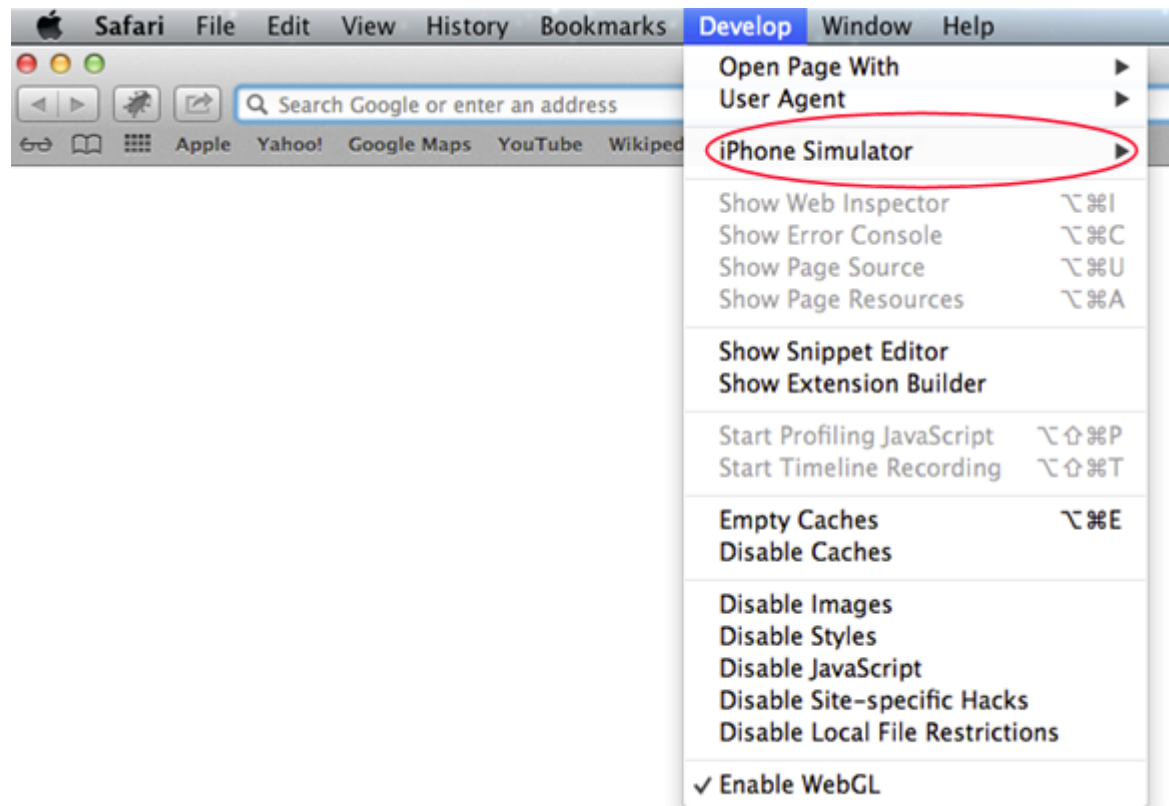 Safari File Edit View History Bookmarks Develop Window Help
Search Google or enter an address
Apple Yahoo! Google Maps YouTube Wikiped
Open Page With
User Agent
iPhone Simulator
Show Web Inspector ⌥⌘I
Show Error Console ⌥⌘C
Show Page Source ⌥⌘U
Show Page Resources ⌥⌘A
Show Snippet Editor
Show Extension Builder
Start Profiling JavaScript ⌥⇧⌘P
Start Timeline Recording ⌥⇧⌘T
Empty Caches ⌥⌘E
Disable Caches
Disable Images
Disable Styles
Disable JavaScript
Disable Site-specific Hacks
Disable Local File Restrictions
✓ Enable WebGL